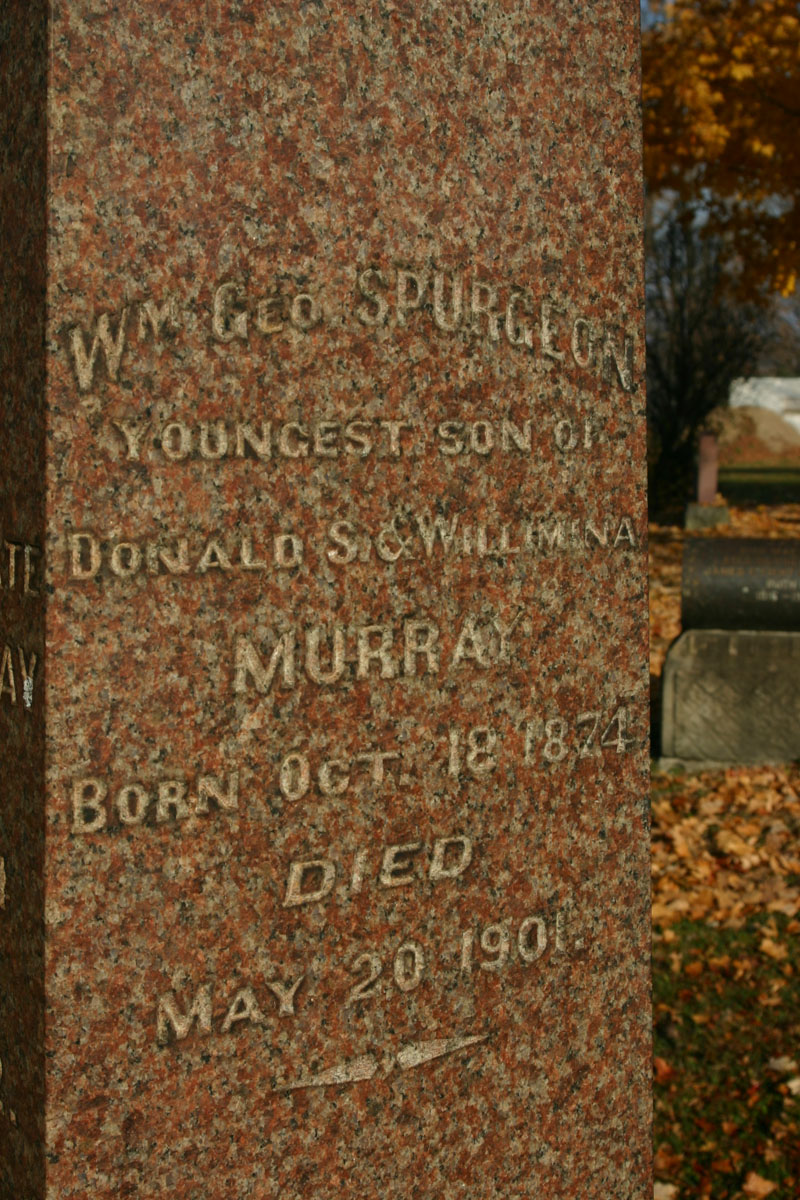 Wm Geo SPURGEON
YOUNGEST SON OF
DONALD S. & WILLIMINA
MURRAY
BORN OCT. 18 1874
DIED
MAY 20 1901.